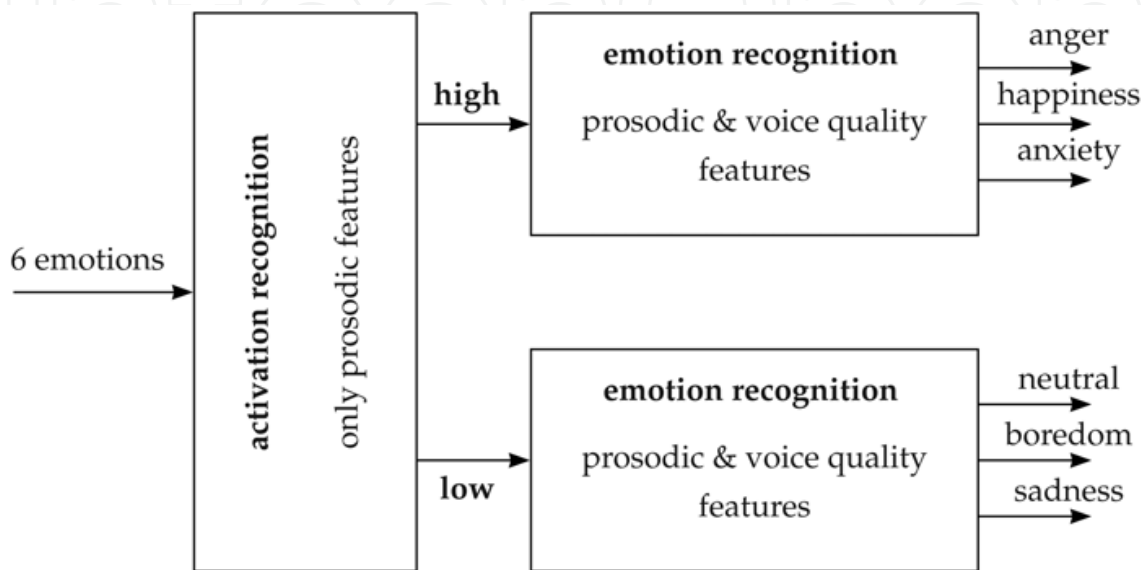 6 emotions
activation recognition
only prosodic features
high
emotion recognition
prosodic & voice quality
features
anger
happiness
anxiety
low
emotion recognition
prosodic & voice quality
features
neutral
boredom
sadness